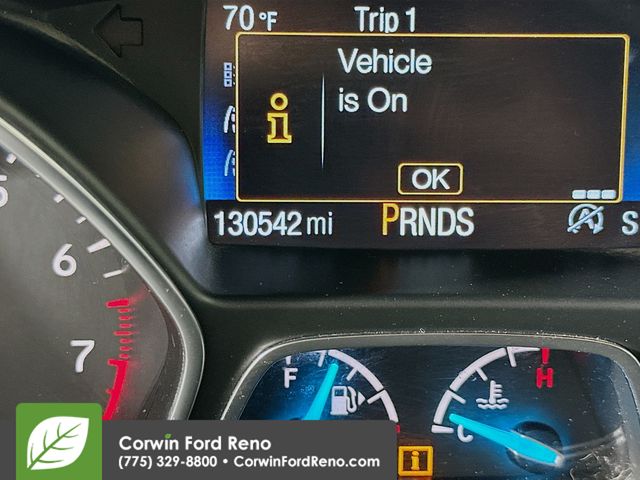 70°F Trip 1
Vehicle
is On
i
OK
130542 mi PRNDS S
5
6
7
F H
C
i
Corwin Ford Reno
(775) 329-8800 • CorwinFordReno.com